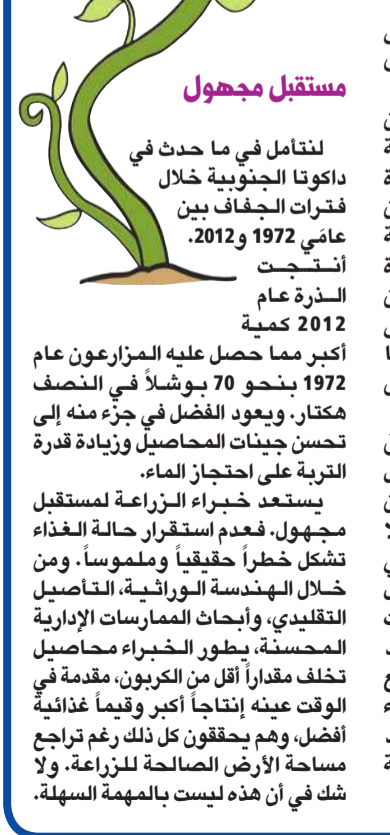 مستقبل مجهول
لنتأمل في ما حدث في
داكوتا الجنوبية خلال
فترات الجفاف بين
عامَي 1972 و2012.
أنــتــجــت
الــذرة عـام
2012 كمية
أكبر مما حصل عليه المزارعون عام
1972 بنحو 70 بوشلاً في النصف
هكتار. ويعود الفضل في جزء منه إلى
تحسن جينات المحاصيل وزيادة قدرة
التربة على احتجاز الماء.
يستعد خبراء الزراعة لمستقبل
مجهول. فعدم استقرار حالة الغذاء
تشكل خطراً حقيقياً وملموساً. ومن
خلال الهندسة الوراثية، التأصيل
التقليدي، وأبحاث الممارسات الإدارية
المحسنة، يطور الخبراء محاصيل
تخلف مقداراً أقل من الكربون، مقدمة في
الوقت عينه إنتاجاً أكبر وقيماً غذائية
أفضل، وهم يحققون كل ذلك رغم تراجع
مساحة الأرض الصالحة للزراعة. ولا
شك في أن هذه ليست بالمهمة السهلة.